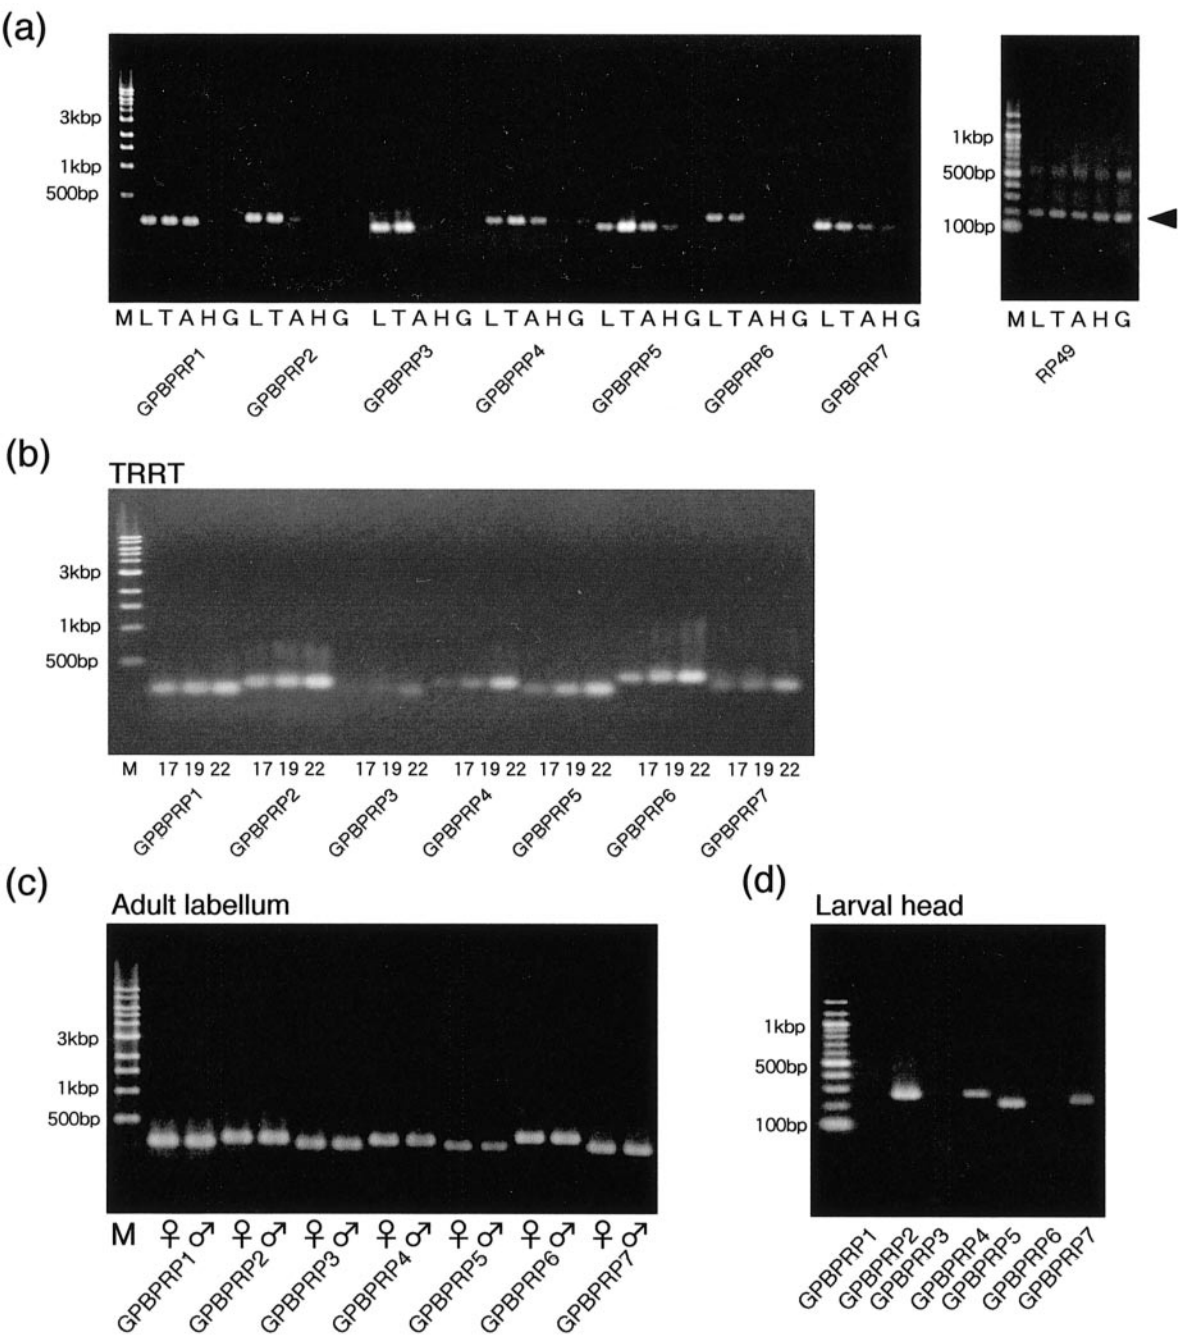 (a)
3kbp
1kbp
500bp
M L T A H G L T A H G L T A H G L T A H G L T A H G L T A H G L T A H G
GPBPRP1 GPBPRP2 GPBPRP3 GPBPRP4 GPBPRP5 GPBPRP6 GPBPRP7
1kbp
500bp
100bp
M L T A H G
RP49
(b)
TRRT
3kbp
1kbp
500bp
M 17 19 22 17 19 22 17 19 22 17 19 22 17 19 22 17 19 22 17 19 22
GPBPRP1 GPBPRP2 GPBPRP3 GPBPRP4 GPBPRP5 GPBPRP6 GPBPRP7
(c)
Adult labellum
3kbp
1kbp
500bp
M ♀ ♂ ♀ ♂ ♀ ♂ ♀ ♂ ♀ ♂ ♀ ♂ ♀ ♂
GPBPRP1 GPBPRP2 GPBPRP3 GPBPRP4 GPBPRP5 GPBPRP6 GPBPRP7
(d)
Larval head
1kbp
500bp
100bp
GPBPRP1 GPBPRP2 GPBPRP3 GPBPRP4 GPBPRP5 GPBPRP6 GPBPRP7